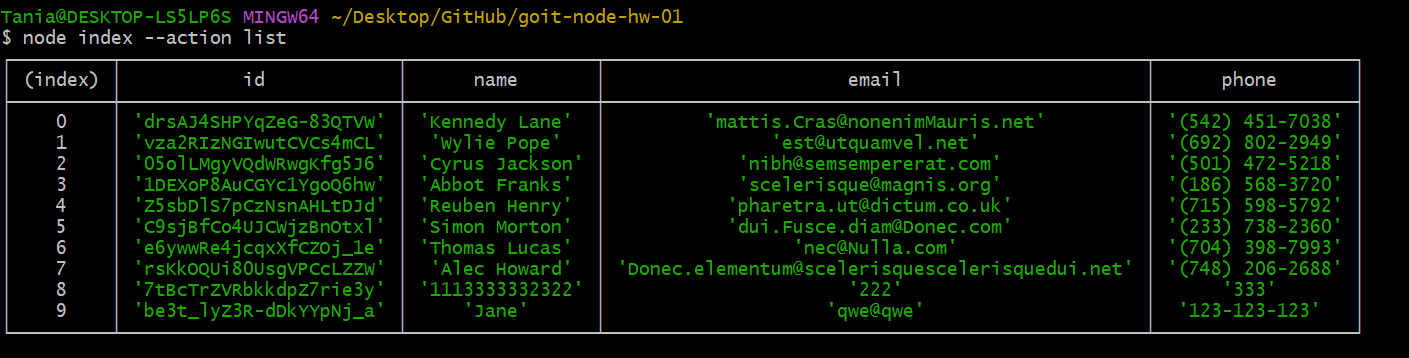 Tania@DESKTOP-LS5LP6S MINGW64 ~/Desktop/GitHub/goit-node-hw-01
$ node index --action list
(index) id name email phone
0 'drsAJ4SHPYqZeG-83QTVW' 'Kennedy Lane' 'mattis.Cras@nonenimMauris.net' '(542) 451-7038'
1 'vza2RIzNGIwutCVCs4mCL' 'Wylie Pope' 'est@utquamvel.net' '(692) 802-2949'
2 '05olLMgyVQdWRwgKfg5J6' 'Cyrus Jackson' 'nibh@semsempererat.com' '(501) 472-5218'
3 '1DEXoP8AuCGYc1YgoQ6hw' 'Abbot Franks' 'scelerisque@magnis.org' '(186) 568-3720'
4 'Z5sbDlS7pCzNsnAHLtDJd' 'Reuben Henry' 'pharetra.ut@dictum.co.uk' '(715) 598-5792'
5 'C9sjBfCo4UJCWjzBnOtxl' 'Simon Morton' 'dui.Fusce.diam@Donec.com' '(233) 738-2360'
6 'e6ywwRe4jcqxXfCZOj_1e' 'Thomas Lucas' 'nec@Nulla.com' '(704) 398-7993'
7 'rsKkOQUi80UsgVPCcLZZW' 'Alec Howard' 'Donec.elementum@scelerisquescelerisquedui.net' '(748) 206-2688'
8 '7tBcTrZVRbkkdpZ7rie3y' '1113333332322' '222' '333'
9 'be3t_lyZ3R-dDkYYpNj_a' 'Jane' 'qwe@qwe' '123-123-123'